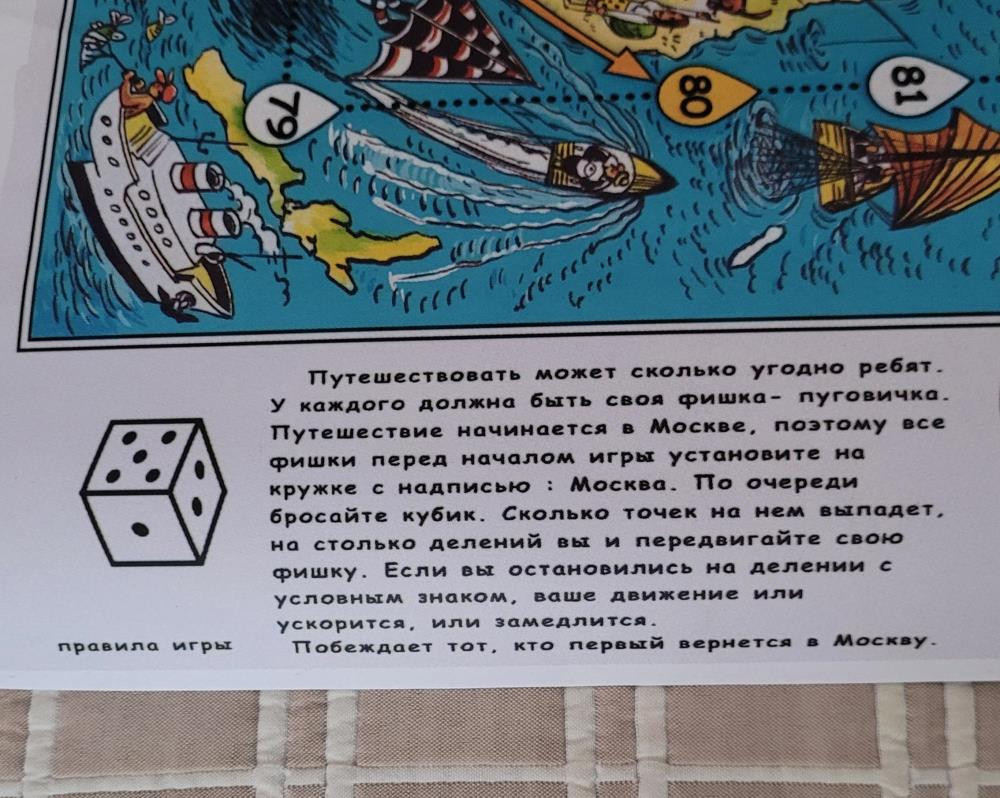 79
80
81
Путешествовать может сколько угодно ребят.
У каждого должна быть своя фишка- пуговичка.
Путешествие начинается в Москве, поэтому все
фишки перед началом игры установите на
кружке с надписью : Москва. По очереди
бросайте кубик. Сколько точек на нем выпадет,
на столько делений вы и передвигайте свою
фишку. Если вы остановились на делении с
условным знаком, ваше движение или
ускорится, или замедлится.
Побеждает тот, кто первый вернется в Москву.
правила игры